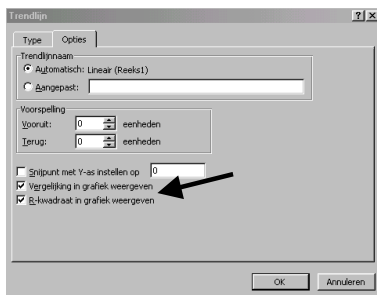 Trendlijn
Type Opties
Trendlijnnaam
Automatisch: Lineair (Reeks1)
Aangepast:
Voorspelling
Vooruit: 0 eenheden
Terug: 0 eenheden
Snijpunt met Y-as instellen op 0
Vergelijking in grafiek weergeven
R-kwadraat in grafiek weergeven
OK Annuleren